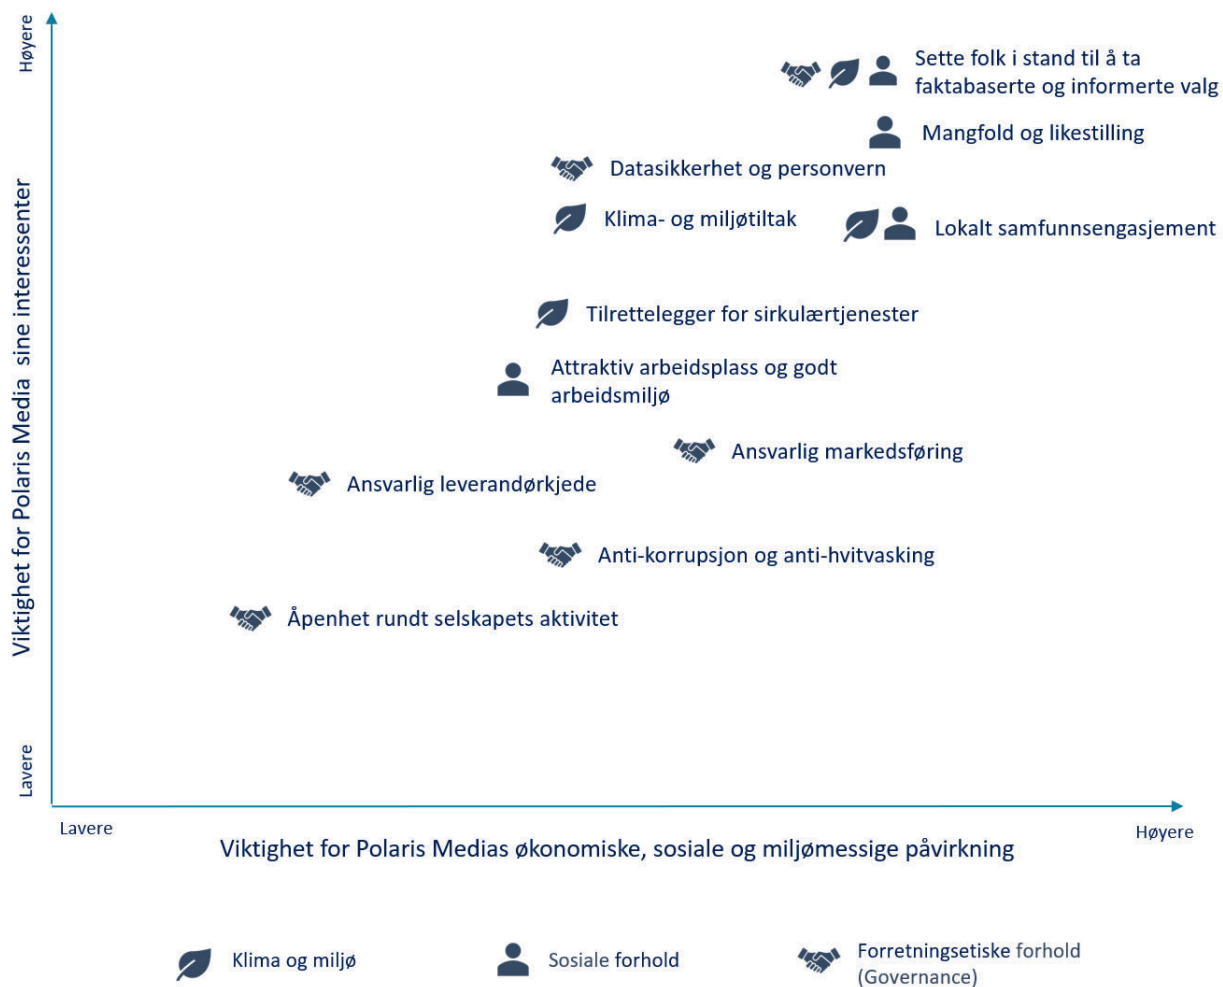 Høyere
Sette folk i stand til å ta
faktabaserte og informerte valg
Mangfold og likestilling
Datasikkerhet og personvern
Klima- og miljøtiltak
Lokalt samfunnsengasjement
Tilrettelegger for sirkulærtjenester
Attraktiv arbeidsplass og godt
arbeidsmiljø
Ansvarlig markedsføring
Ansvarlig leverandørkjede
Anti-korrupsjon og anti-hvitvasking
Åpenhet rundt selskapets aktivitet
Viktighet for Polaris Media sine interessenter
Lavere
Lavere
Høyere
Viktighet for Polaris Medias økonomiske, sosiale og miljømessige påvirkning
Klima og miljø
Sosiale forhold
Forretningsetiske forhold
(Governance)